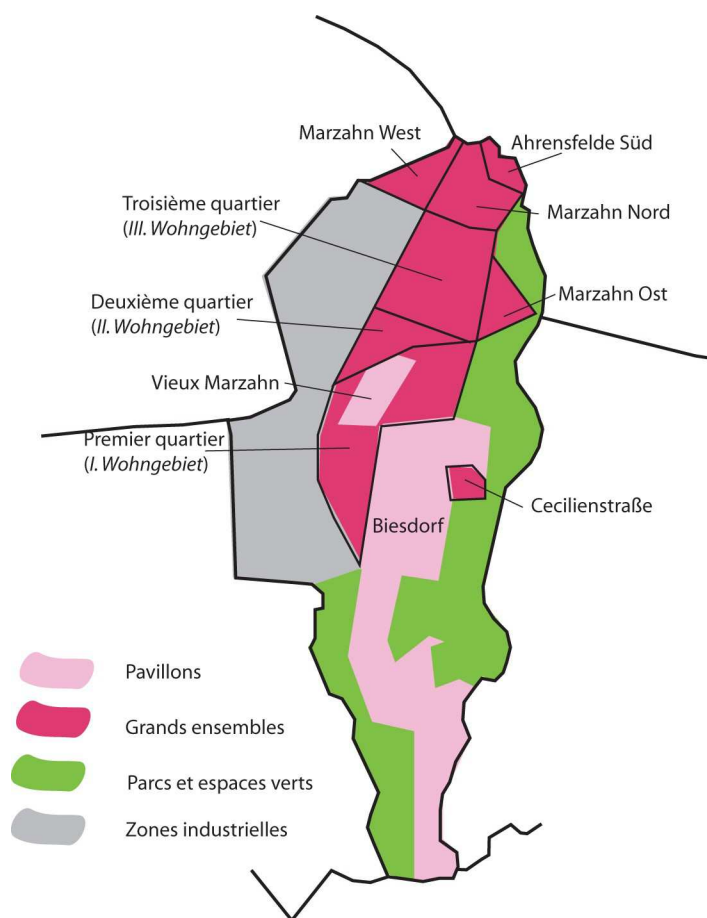 Marzahn West
Ahrensfelde Süd
Troisième quartier
(III. Wohngebiet)
Marzahn Nord
Deuxième quartier
(II. Wohngebiet)
Marzahn Ost
Vieux Marzahn
Premier quartier
(I. Wohngebiet)
Cecilienstraße
Biesdorf
Pavillons
Grands ensembles
Parcs et espaces verts
Zones industrielles